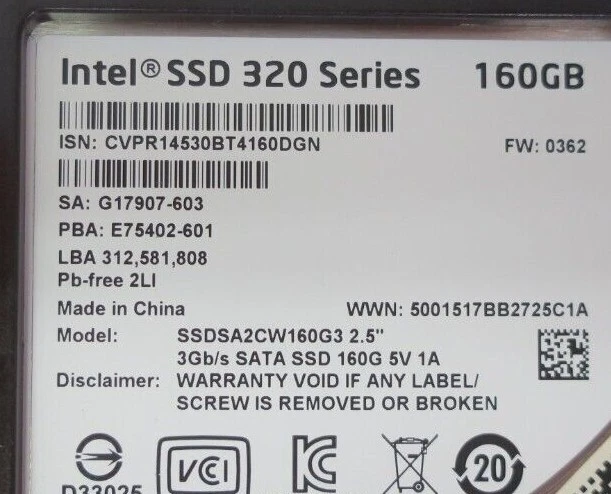 Intel® SSD 320 Series 160GB
ISN: CVPR14530BT4160DGN FW: 0362
SA: G17907-603
PBA: E75402-601
LBA 312,581,808
Pb-free 2LI
Made in China WWN: 5001517BB2725C1A
Model: SSDSA2CW160G3 2.5"
3Gb/s SATA SSD 160G 5V 1A
Disclaimer: WARRANTY VOID IF ANY LABEL/
SCREW IS REMOVED OR BROKEN
VCI 20
D33025